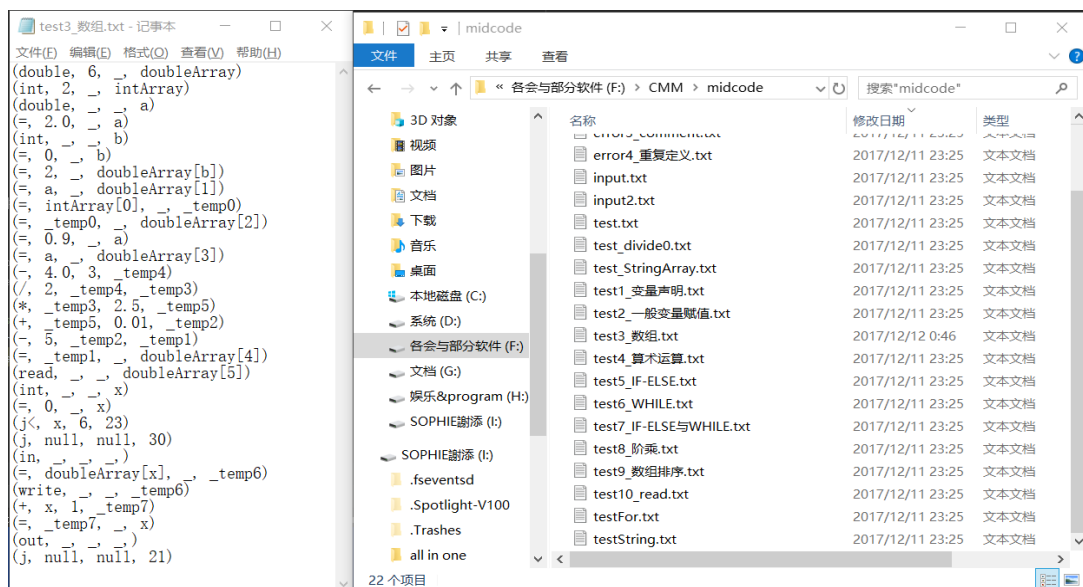 test3_数组.txt - 记事本
文件(F) 编辑(E) 格式(O) 查看(V) 帮助(H)
(double, 6, _, doubleArray)
(int, 2, _, intArray)
(double, _, _, a)
(=, 2.0, _, a)
(int, _, _, b)
(=, 0, _, b)
(=, 2, _, doubleArray[b])
(=, a, _, doubleArray[1])
(=, intArray[0], _, _temp0)
(=, _temp0, _, doubleArray[2])
(=, 0.9, _, a)
(=, a, _, doubleArray[3])
(-, 4.0, 3, _temp4)
(/, 2, _temp4, _temp3)
(*, _temp3, 2.5, _temp5)
(+, _temp5, 0.01, _temp2)
(-, 5, _temp2, _temp1)
(=, _temp1, _, doubleArray[4])
(read, _, _, doubleArray[5])
(int, _, _, x)
(=, 0, _, x)
(j<, x, 6, 23)
(j, null, null, 30)
(in, _, _, _,)
(=, doubleArray[x], _, _temp6)
(write, _, _, _temp6)
(+, x, 1, _temp7)
(=, _temp7, _, x)
(out, _, _, _,)
(j, null, null, 21)
midcode
文件 主页 共享 查看
« 各会与部分软件 (F:) > CMM > midcode
搜索"midcode"
3D 对象
视频
图片
文档
下载
音乐
桌面
本地磁盘 (C:)
系统 (D:)
各会与部分软件 (F:)
文档 (G:)
娱乐&program (H:)
SOPHIE謝添 (I:)
SOPHIE謝添 (I:)
.fseventsd
.Spotlight-V100
.Trashes
all in one
名称 修改日期 类型
error3_comment.txt 2017/12/11 23:25 文本文档
error4_重复定义.txt 2017/12/11 23:25 文本文档
input.txt 2017/12/11 23:25 文本文档
input2.txt 2017/12/11 23:25 文本文档
test.txt 2017/12/11 23:25 文本文档
test_divide0.txt 2017/12/11 23:25 文本文档
test_StringArray.txt 2017/12/11 23:25 文本文档
test1_变量声明.txt 2017/12/11 23:25 文本文档
test2_一般变量赋值.txt 2017/12/11 23:25 文本文档
test3_数组.txt 2017/12/12 0:46 文本文档
test4_算术运算.txt 2017/12/11 23:25 文本文档
test5_IF-ELSE.txt 2017/12/11 23:25 文本文档
test6_WHILE.txt 2017/12/11 23:25 文本文档
test7_IF-ELSE与WHILE.txt 2017/12/11 23:25 文本文档
test8_阶乘.txt 2017/12/11 23:25 文本文档
test9_数组排序.txt 2017/12/11 23:25 文本文档
test10_read.txt 2017/12/11 23:25 文本文档
testFor.txt 2017/12/11 23:25 文本文档
testString.txt 2017/12/11 23:25 文本文档
22 个项目